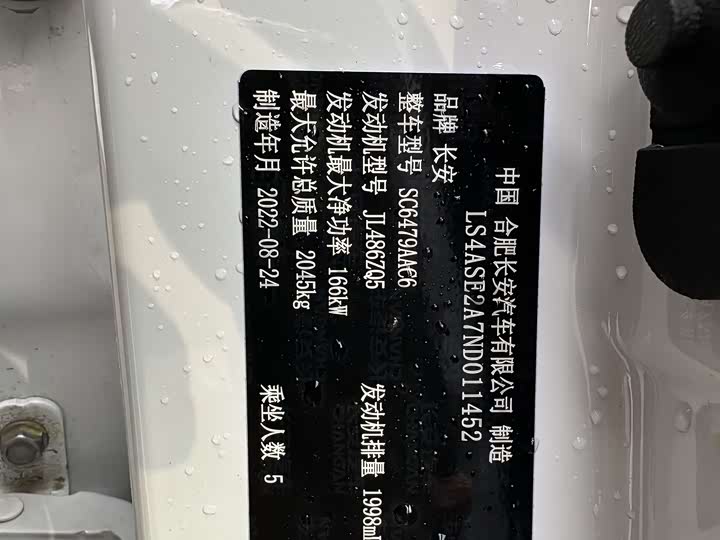 中国 合肥长安汽车有限公司 制造
LS4ASE2A7ND011452
品牌 长安
整车型号 SC6479AAC6
发动机型号 JL486ZQ5 发动机排量 1998m
发动机最大净功率 166kW
最大允许总质量 2045kg
制造年月 2022-08-24 乘坐人数 5